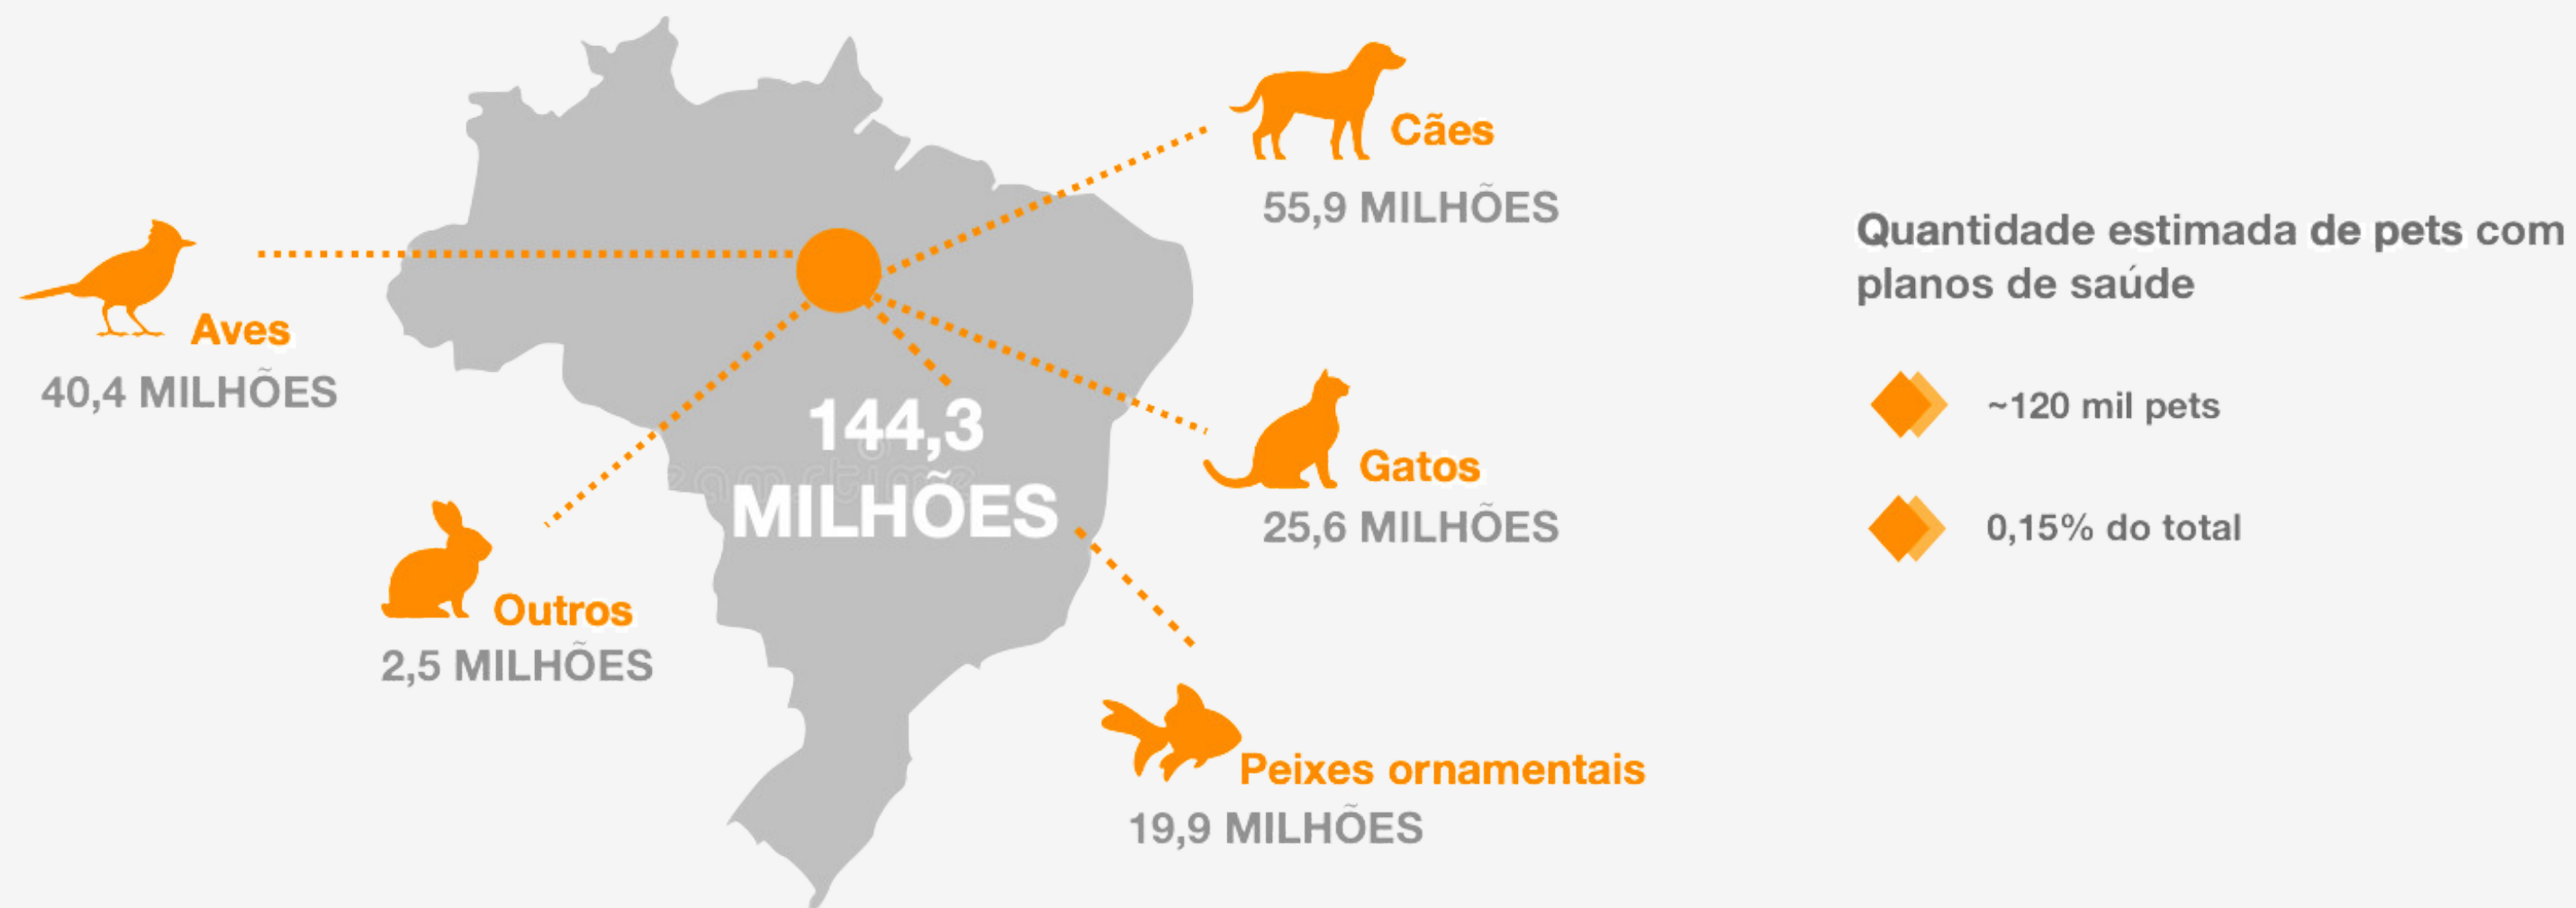 Cães
55,9 MILHÕES
Aves
40,4 MILHÕES
144,3
MILHÕES
Gatos
25,6 MILHÕES
Outros
2,5 MILHÕES
Peixes ornamentais
19,9 MILHÕES
Quantidade estimada de pets com
planos de saúde
~120 mil pets
0,15% do total